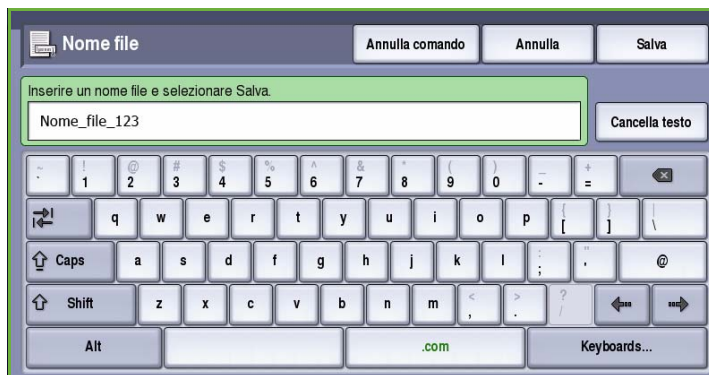 Nome file
Annulla comando
Annulla
Salva
Inserire un nome file e selezionare Salva.
Nome_file_123
Cancella testo
~ ! @ # $ % ^ & * ( ) _ +
` 1 2 3 4 5 6 7 8 9 0 - =
q w e r t y u i o p { [ } ] | \
Caps a s d f g h j k l : ; " ' @
Shift z x c v b n m < , > . ? /
Alt .com Keyboards...